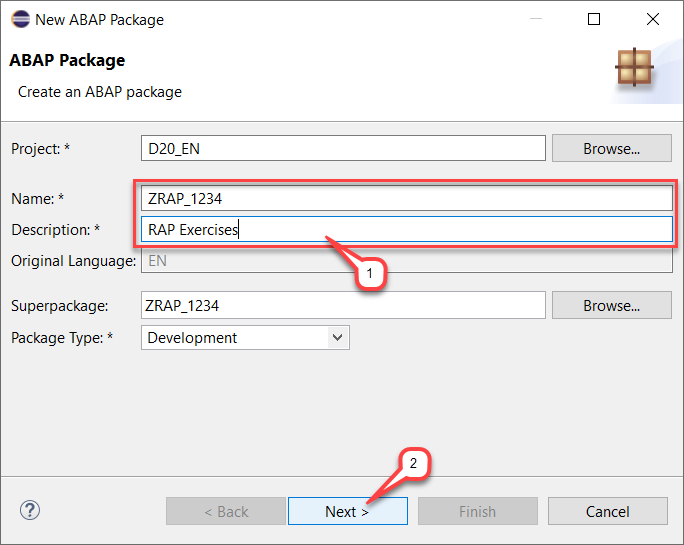 New ABAP Package
ABAP Package
Create an ABAP package
Project: * D20_EN Browse...
Name: * ZRAP_1234
Description: * RAP Exercises
Original Language: EN
1
Superpackage: ZRAP_1234 Browse...
Package Type: * Development
2
? < Back Next > Finish Cancel